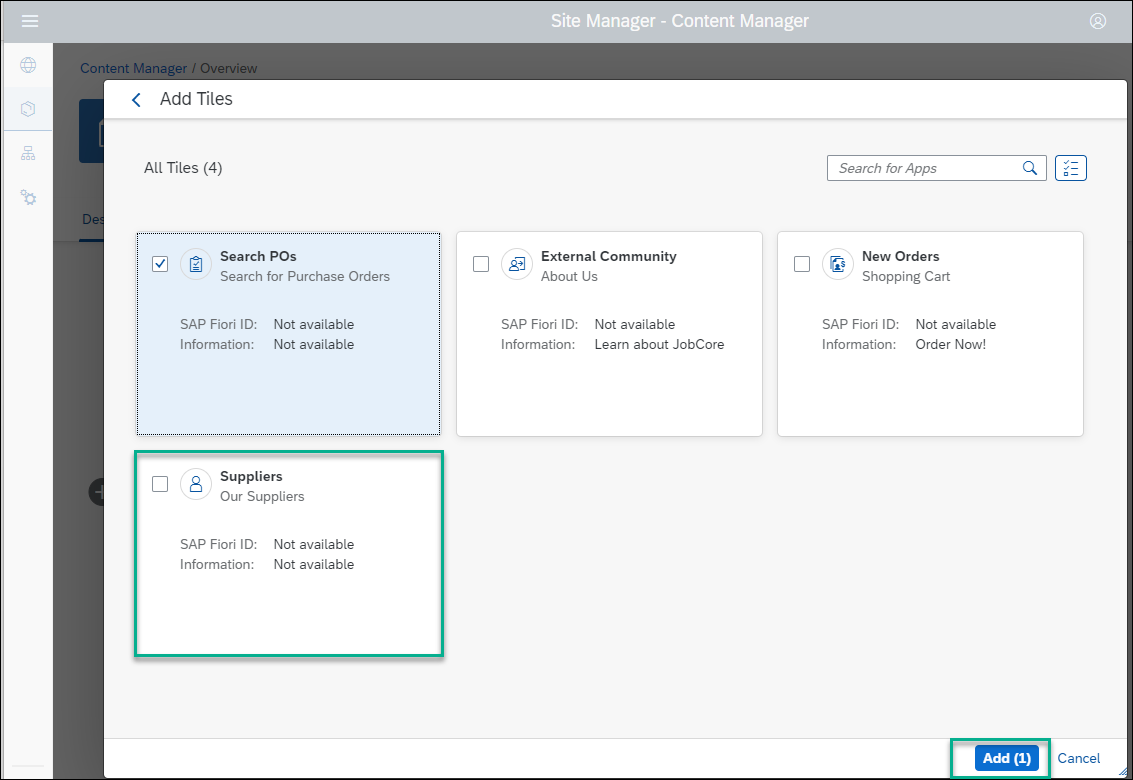 Site Manager - Content Manager
Content Manager / Overview
Add Tiles
All Tiles (4)
Search for Apps
Des
Search POs
Search for Purchase Orders
SAP Fiori ID: Not available
Information: Not available
External Community
About Us
SAP Fiori ID: Not available
Information: Learn about JobCore
New Orders
Shopping Cart
SAP Fiori ID: Not available
Information: Order Now!
Suppliers
Our Suppliers
SAP Fiori ID: Not available
Information: Not available
Add (1)
Cancel